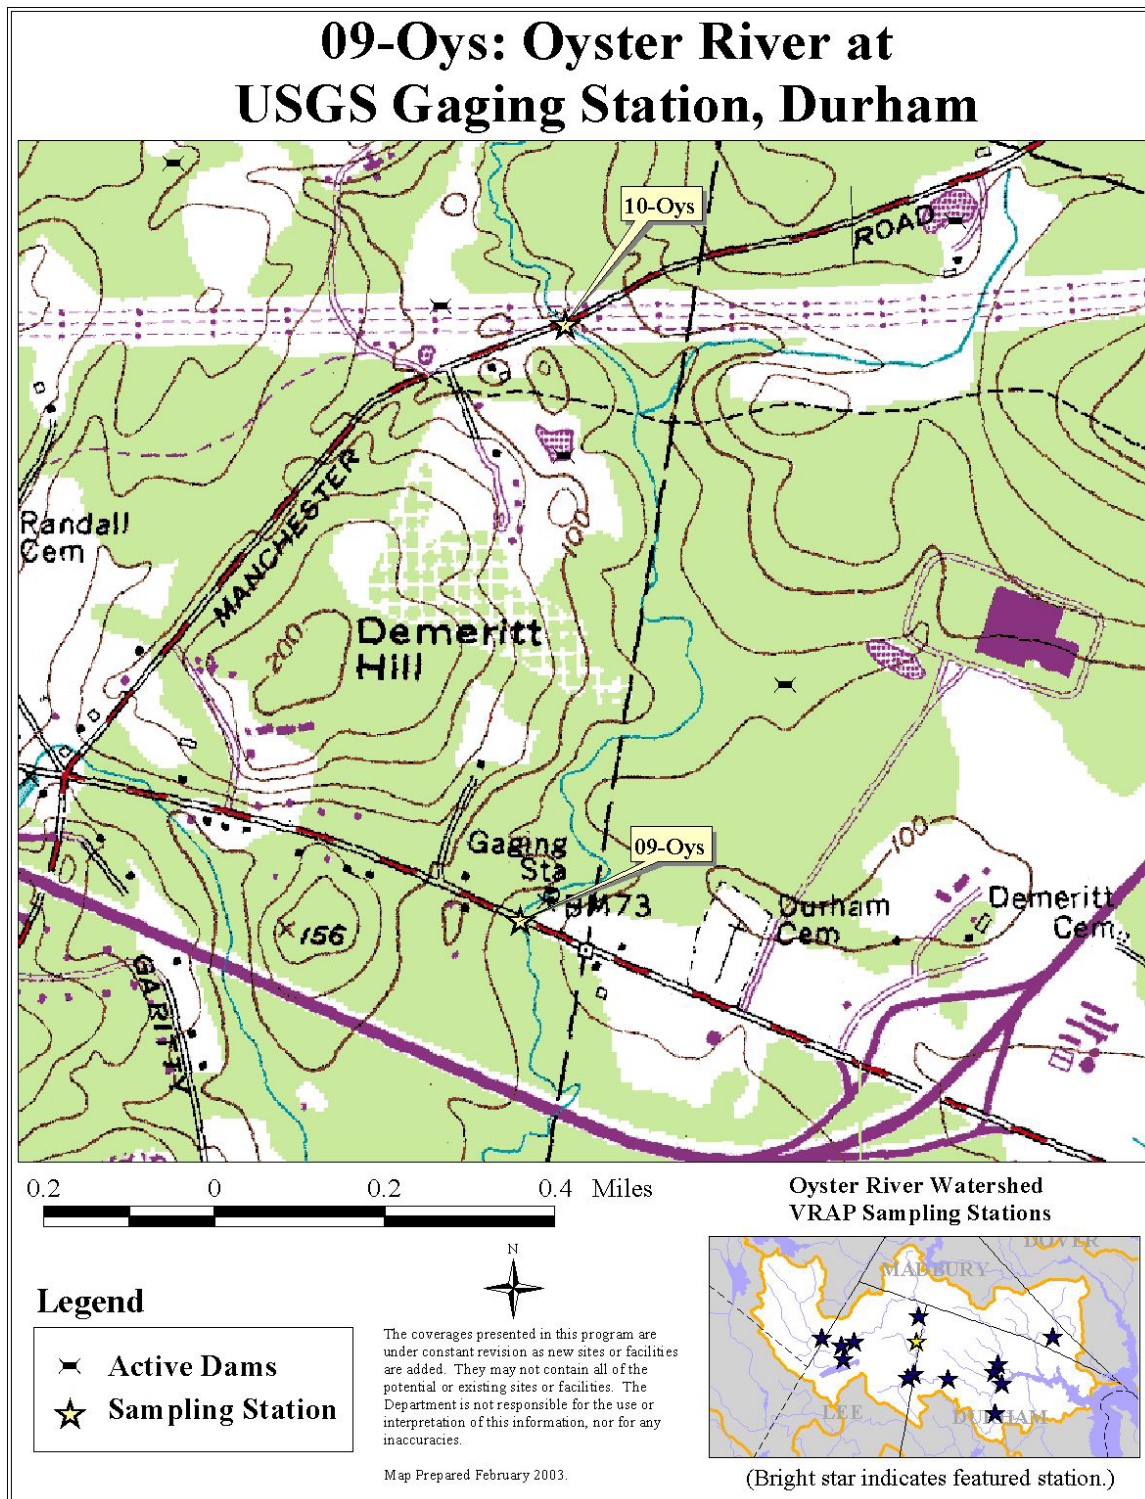 09-Oys: Oyster River at
USGS Gaging Station, Durham
10-Oys
ROAD
MANCHESTER
Randall
Cem
100
200
Demeritt
Hill
Gaging
Sta
09-Oys
BM73
100
Durham
Cem
Demeritt
Cem
156
GARITY
0.2 0 0.2 0.4 Miles
Oyster River Watershed
VRAP Sampling Stations
N
DOVER
MADBURY
LEE
DURHAM
Legend
Active Dams
Sampling Station
The coverages presented in this program are
under constant revision as new sites or facilities
are added. They may not contain all of the
potential or existing sites or facilities. The
Department is not responsible for the use or
interpretation of this information, nor for any
inaccuracies.
Map Prepared February 2003.
(Bright star indicates featured station.)